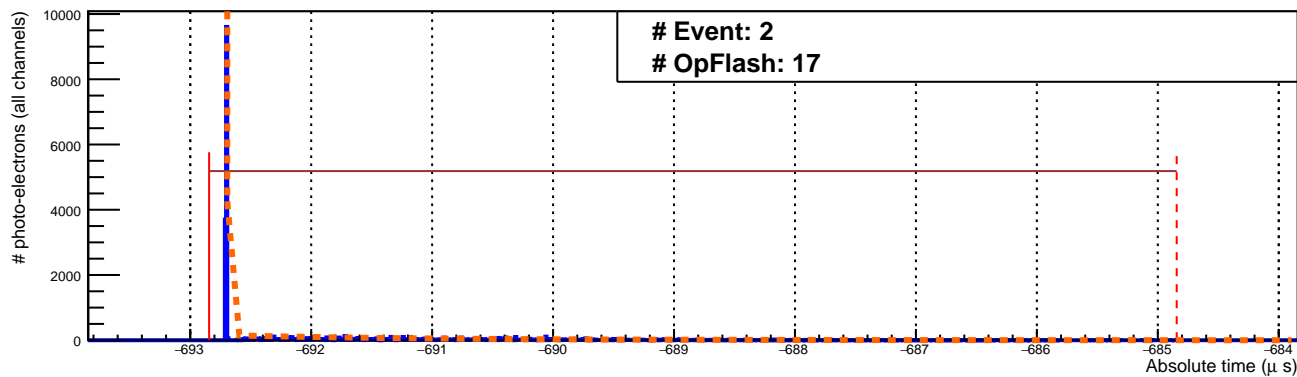 # Event: 2
# OpFlash: 17
# photo-electrons (all channels)
10000
8000
6000
4000
2000
0
−693 −692 −691 −690 −689 −688 −687 −686 −685 −684
Absolute time (μ s)